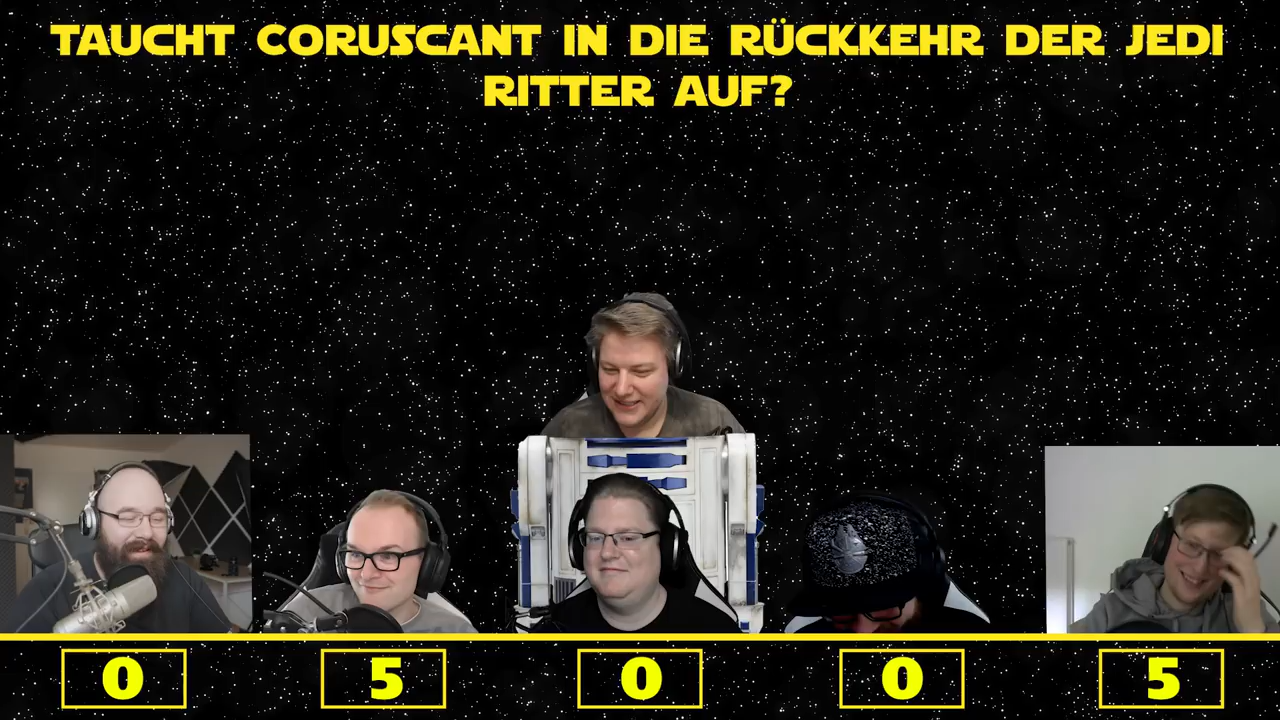 TAUCHT CORUSCANT IN DIE RÜCKKEHR DER JEDI
RITTER AUF?
0 5 0 0 5